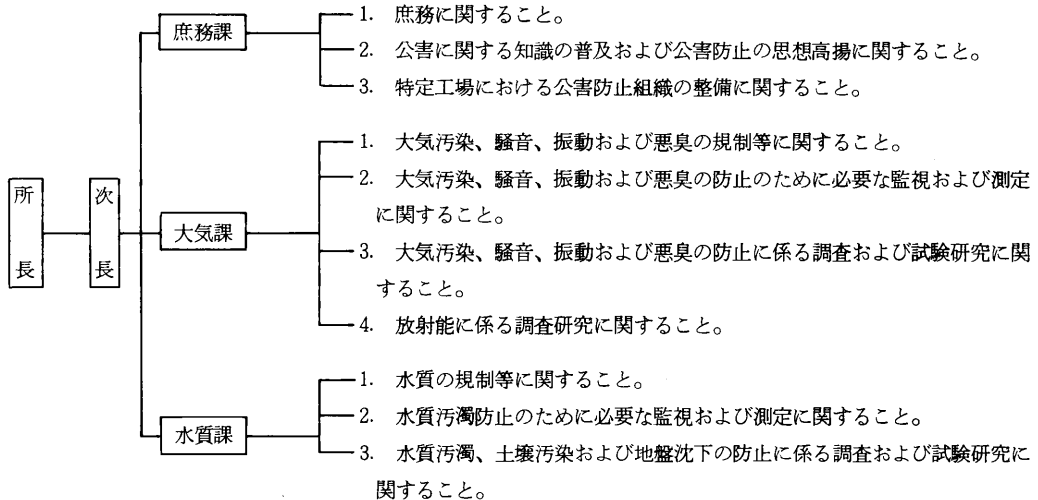 所長
次長
庶務課
1. 庶務に関すること。
2. 公害に関する知識の普及および公害防止の思想高揚に関すること。
3. 特定工場における公害防止組織の整備に関すること。
大気課
1. 大気汚染、騒音、振動および悪臭の規制等に関すること。
2. 大気汚染、騒音、振動および悪臭の防止のために必要な監視および測定
に関すること。
3. 大気汚染、騒音、振動および悪臭の防止に係る調査および試験研究に関
すること。
4. 放射能に係る調査研究に関すること。
水質課
1. 水質の規制等に関すること。
2. 水質汚濁防止のために必要な監視および測定に関すること。
3. 水質汚濁、土壌汚染および地盤沈下の防止に係る調査および試験研究に
関すること。